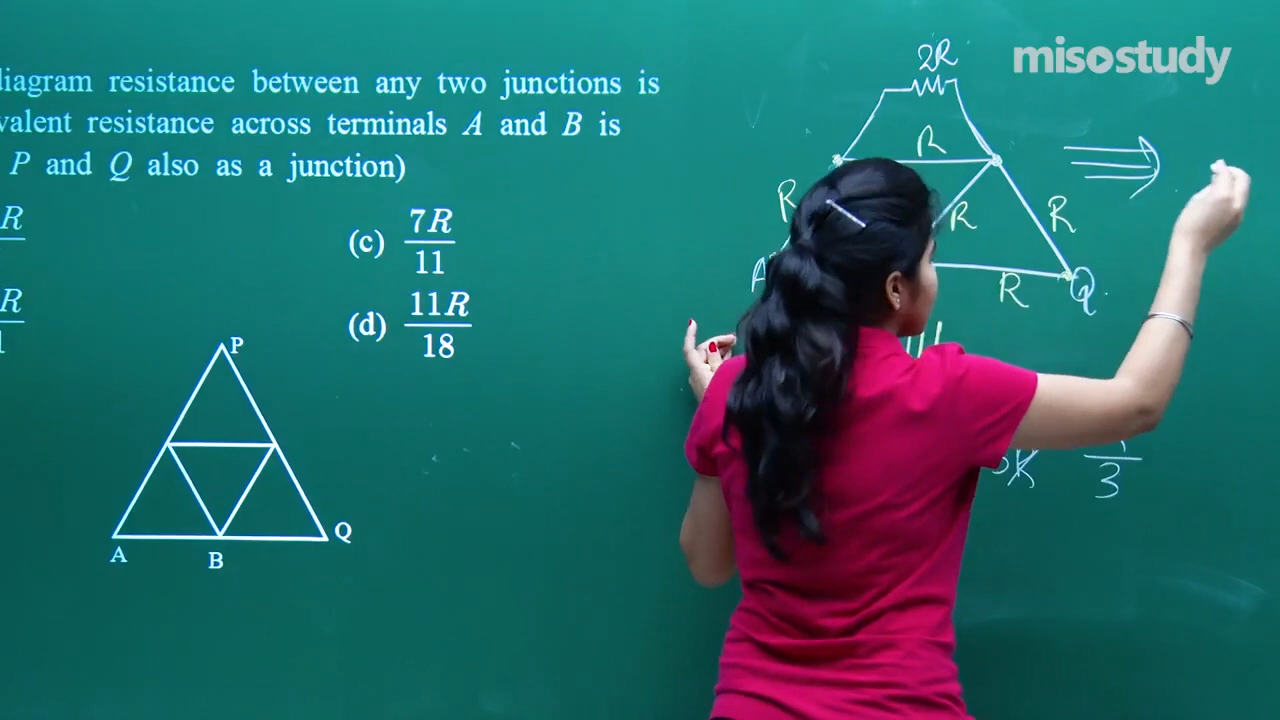 diagram resistance between any two junctions is
valent resistance across terminals A and B is
P and Q also as a junction)
R
(c) 7R/11
R
(d) 11R/18
P
A
B
Q
misostudy
2R
R
R
R
R
A
R
Q
3